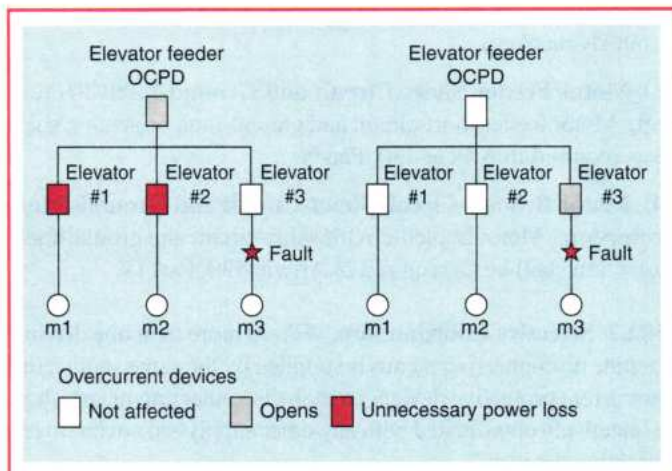 Elevator feeder
OCPD
Elevator
#1
Elevator
#2
Elevator
#3
Fault
m1
m2
m3
Elevator feeder
OCPD
Elevator
#1
Elevator
#2
Elevator
#3
Fault
m1
m2
m3
Overcurrent devices
Not affected
Opens
Unnecessary power loss